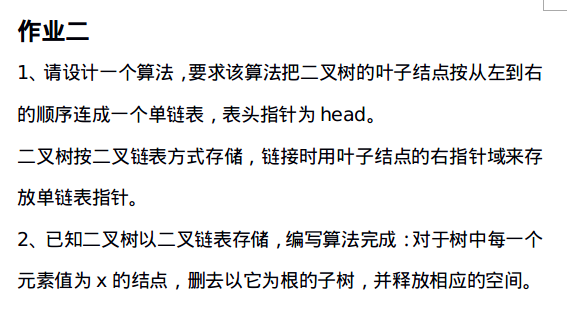 作业二
1、请设计一个算法，要求该算法把二叉树的叶子结点按从左到右
的顺序连成一个单链表，表头指针为 head。
二叉树按二叉链表方式存储，链接时用叶子结点的右指针域来存
放单链表指针。
2、已知二叉树以二叉链表存储，编写算法完成：对于树中每一个
元素值为 x 的结点，删去以它为根的子树，并释放相应的空间。